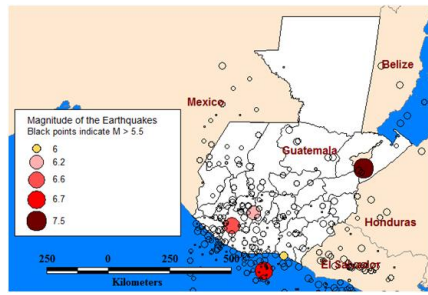 Belize
Mexico
Magnitude of the Earthquakes
Black points indicate M > 5.5
6
6.2
6.6
6.7
7.5
Guatemala
Honduras
El Salvador
250 0 250 500
Kilometers